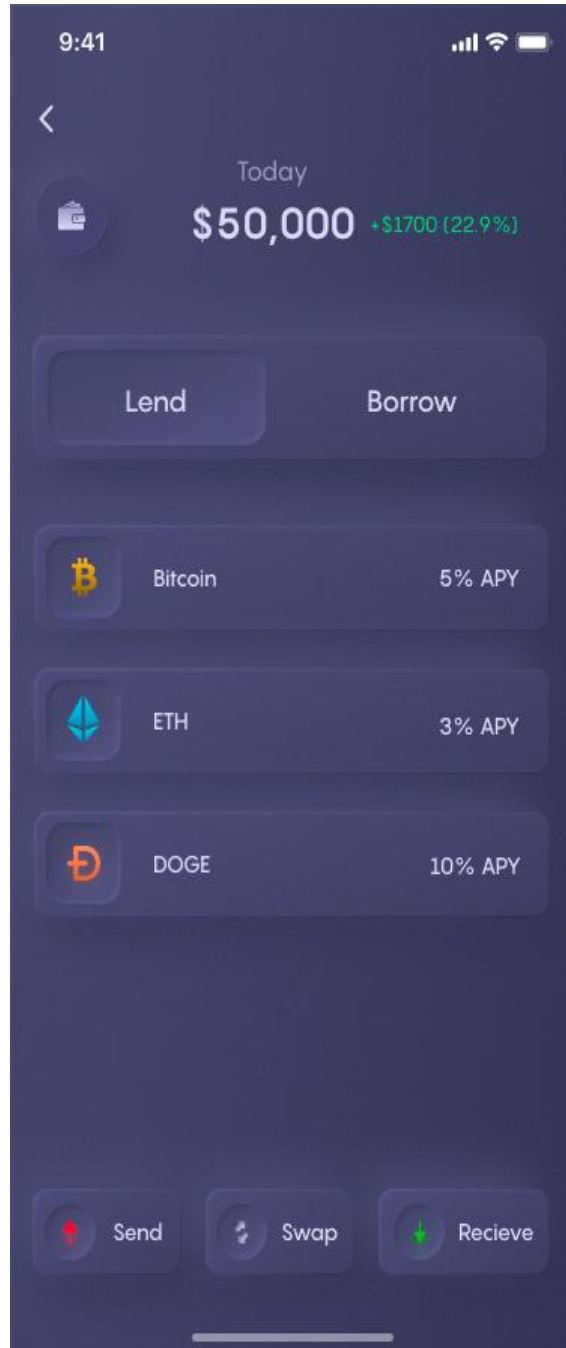 9:41
Today
$50,000 +$1700 (22.9%)
Lend Borrow
Bitcoin 5% APY
ETH 3% APY
DOGE 10% APY
Send Swap Recieve